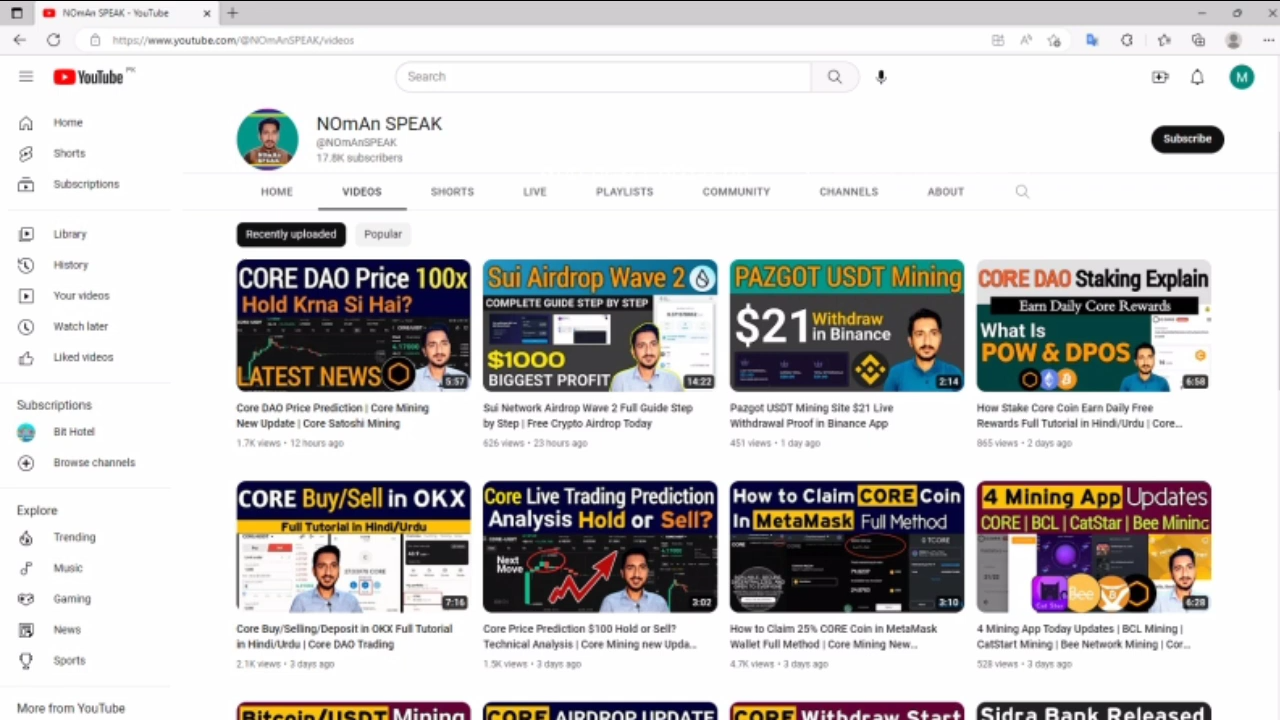 NOmAn SPEAK - YouTube
https://www.youtube.com/@NOmAnSPEAK/videos
YouTube PK
Search
M
Home
Shorts
Subscriptions
Library
History
Your videos
Watch later
Liked videos
Subscriptions
Bit Hotel
Browse channels
Explore
Trending
Music
Gaming
News
Sports
More from YouTube
NOmAn SPEAK
@NOmAnSPEAK
17.8K subscribers
Subscribe
HOME VIDEOS SHORTS LIVE PLAYLISTS COMMUNITY CHANNELS ABOUT
Recently uploaded Popular
CORE DAO Price 100x
Hold Krna Si Hai?
LATEST NEWS
5:57
Core DAO Price Prediction | Core Mining
New Update | Core Satoshi Mining
1.7K views • 12 hours ago
Sui Airdrop Wave 2
COMPLETE GUIDE STEP BY STEP
$1000
BIGGEST PROFIT
14:22
Sui Network Airdrop Wave 2 Full Guide Step
by Step | Free Crypto Airdrop Today
626 views • 23 hours ago
PAZGOT USDT Mining
$21 Withdraw
in Binance
2:14
Pazgot USDT Mining Site $21 Live
Withdrawal Proof in Binance App
451 views • 1 day ago
CORE DAO Staking Explain
Earn Daily Core Rewards
What Is
POW & DPOS
6:58
How Stake Core Coin Earn Daily Free
Rewards Full Tutorial in Hindi/Urdu | Core...
865 views • 2 days ago
CORE Buy/Sell in OKX
Full Tutorial In Hindi/Urdu
7:16
Core Buy/Selling/Deposit in OKX Full Tutorial
in Hindi/Urdu | Core DAO Trading
2.1K views • 3 days ago
Core Live Trading Prediction
Analysis Hold or Sell?
Next
Move
3:02
Core Price Prediction $100 Hold or Sell?
Technical Analysis | Core Mining new Upda...
1.5K views • 3 days ago
How to Claim CORE Coin
In MetaMask Full Method
3:10
How to Claim 25% CORE Coin in MetaMask
Wallet Full Method | Core Mining New...
4.7K views • 3 days ago
4 Mining App Updates
CORE | BCL | CatStar | Bee Mining
Cat Star
Bee
6:28
4 Mining App Today Updates | BCL Mining |
CatStart Mining | Bee Network Mining | Cor...
528 views • 3 days ago
Bitcoin/USDT Mining
CORE AIRDROP UPDATE
CORE Withdraw Start
Sidra Bank Released